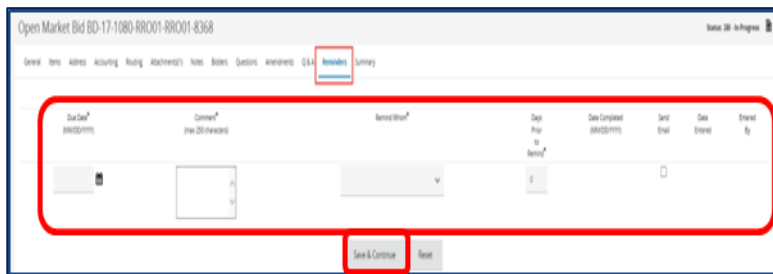 Open Market Bid BD-17-1080-RRO01-RRO01-8368
Status: 2BI - In Progress
General Items Address Accounting Routing Attachment(s) Notes Bidders Questions Amendments Q & A Reminders Summary
Due Date* Comment* Remind Whom* Days Date Completed Send Date Entered
(MM/DD/YYYY) (max 250 characters) Prior (MM/DD/YYYY) Email Entered By
to
Remind*
0
Save & Continue Reset